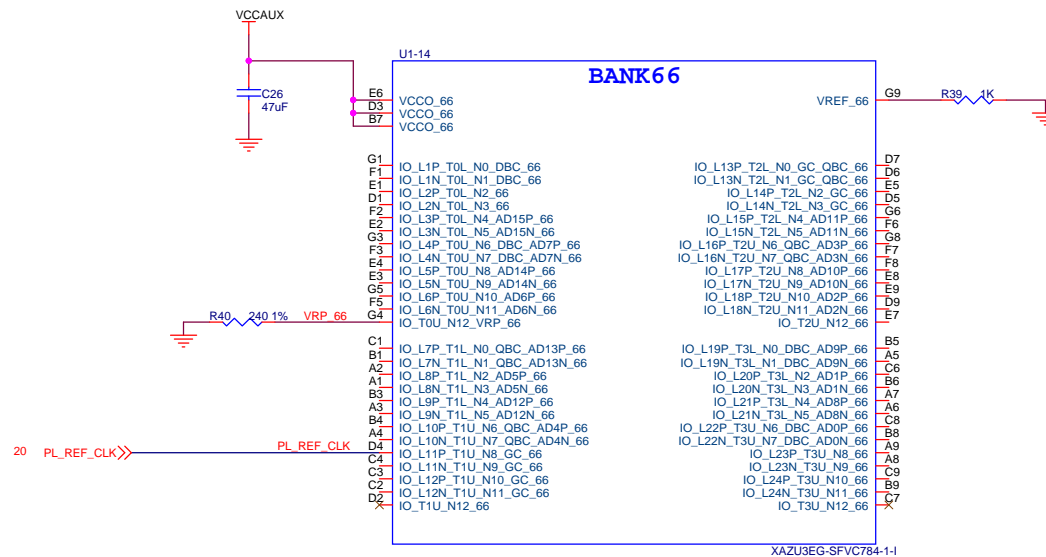 VCCAUX
U1-14
BANK66
C26
47uF
E6 VCCO_66
D3 VCCO_66
B7 VCCO_66
VREF_66 G9
R39 1K
G1 IO_L1P_T0L_N0_DBC_66
F1 IO_L1N_T0L_N1_DBC_66
E1 IO_L2P_T0L_N2_66
D1 IO_L2N_T0L_N3_66
F2 IO_L3P_T0L_N4_AD15P_66
E2 IO_L3N_T0L_N5_AD15N_66
G3 IO_L4P_T0U_N6_DBC_AD7P_66
F3 IO_L4N_T0U_N7_DBC_AD7N_66
E4 IO_L5P_T0U_N8_AD14P_66
E3 IO_L5N_T0U_N9_AD14N_66
G5 IO_L6P_T0U_N10_AD6P_66
F5 IO_L6N_T0U_N11_AD6N_66
R40 240 1% VRP_66 G4 IO_T0U_N12_VRP_66
IO_L13P_T2L_N0_GC_QBC_66 D7
IO_L13N_T2L_N1_GC_QBC_66 D6
IO_L14P_T2L_N2_GC_66 E5
IO_L14N_T2L_N3_GC_66 D5
IO_L15P_T2L_N4_AD11P_66 G6
IO_L15N_T2L_N5_AD11N_66 F6
IO_L16P_T2U_N6_QBC_AD3P_66 G8
IO_L16N_T2U_N7_QBC_AD3N_66 F7
IO_L17P_T2U_N8_AD10P_66 F8
IO_L17N_T2U_N9_AD10N_66 E8
IO_L18P_T2U_N10_AD2P_66 E9
IO_L18N_T2U_N11_AD2N_66 D9
IO_T2U_N12_66 E7
C1 IO_L7P_T1L_N0_QBC_AD13P_66
B1 IO_L7N_T1L_N1_QBC_AD13N_66
A2 IO_L8P_T1L_N2_AD5P_66
A1 IO_L8N_T1L_N3_AD5N_66
B3 IO_L9P_T1L_N4_AD12P_66
A3 IO_L9N_T1L_N5_AD12N_66
B4 IO_L10P_T1U_N6_QBC_AD4P_66
A4 IO_L10N_T1U_N7_QBC_AD4N_66
20 PL_REF_CLK PL_REF_CLK D4 IO_L11P_T1U_N8_GC_66
C4 IO_L11N_T1U_N9_GC_66
C3 IO_L12P_T1U_N10_GC_66
C2 IO_L12N_T1U_N11_GC_66
D2 IO_T1U_N12_66
IO_L19P_T3L_N0_DBC_AD9P_66 B5
IO_L19N_T3L_N1_DBC_AD9N_66 A5
IO_L20P_T3L_N2_AD1P_66 C6
IO_L20N_T3L_N3_AD1N_66 B6
IO_L21P_T3L_N4_AD8P_66 A7
IO_L21N_T3L_N5_AD8N_66 A6
IO_L22P_T3U_N6_DBC_AD0P_66 C8
IO_L22N_T3U_N7_DBC_AD0N_66 B8
IO_L23P_T3U_N8_66 A9
IO_L23N_T3U_N9_66 A8
IO_L24P_T3U_N10_66 C9
IO_L24N_T3U_N11_66 B9
IO_T3U_N12_66 C7
XAZU3EG-SFVC784-1-I